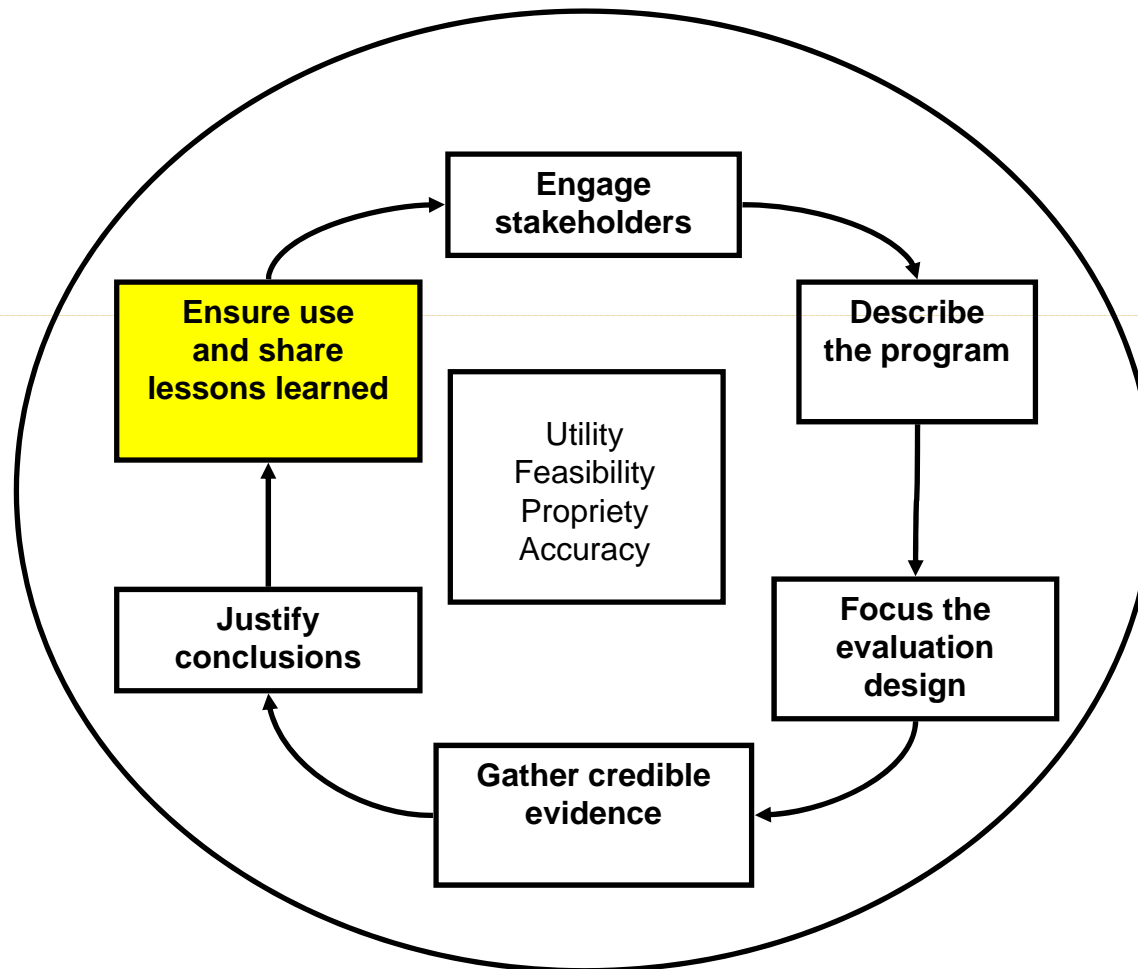 Engage
stakeholders
Describe
the program
Focus the
evaluation
design
Gather credible
evidence
Justify
conclusions
Ensure use
and share
lessons learned
Utility
Feasibility
Propriety
Accuracy